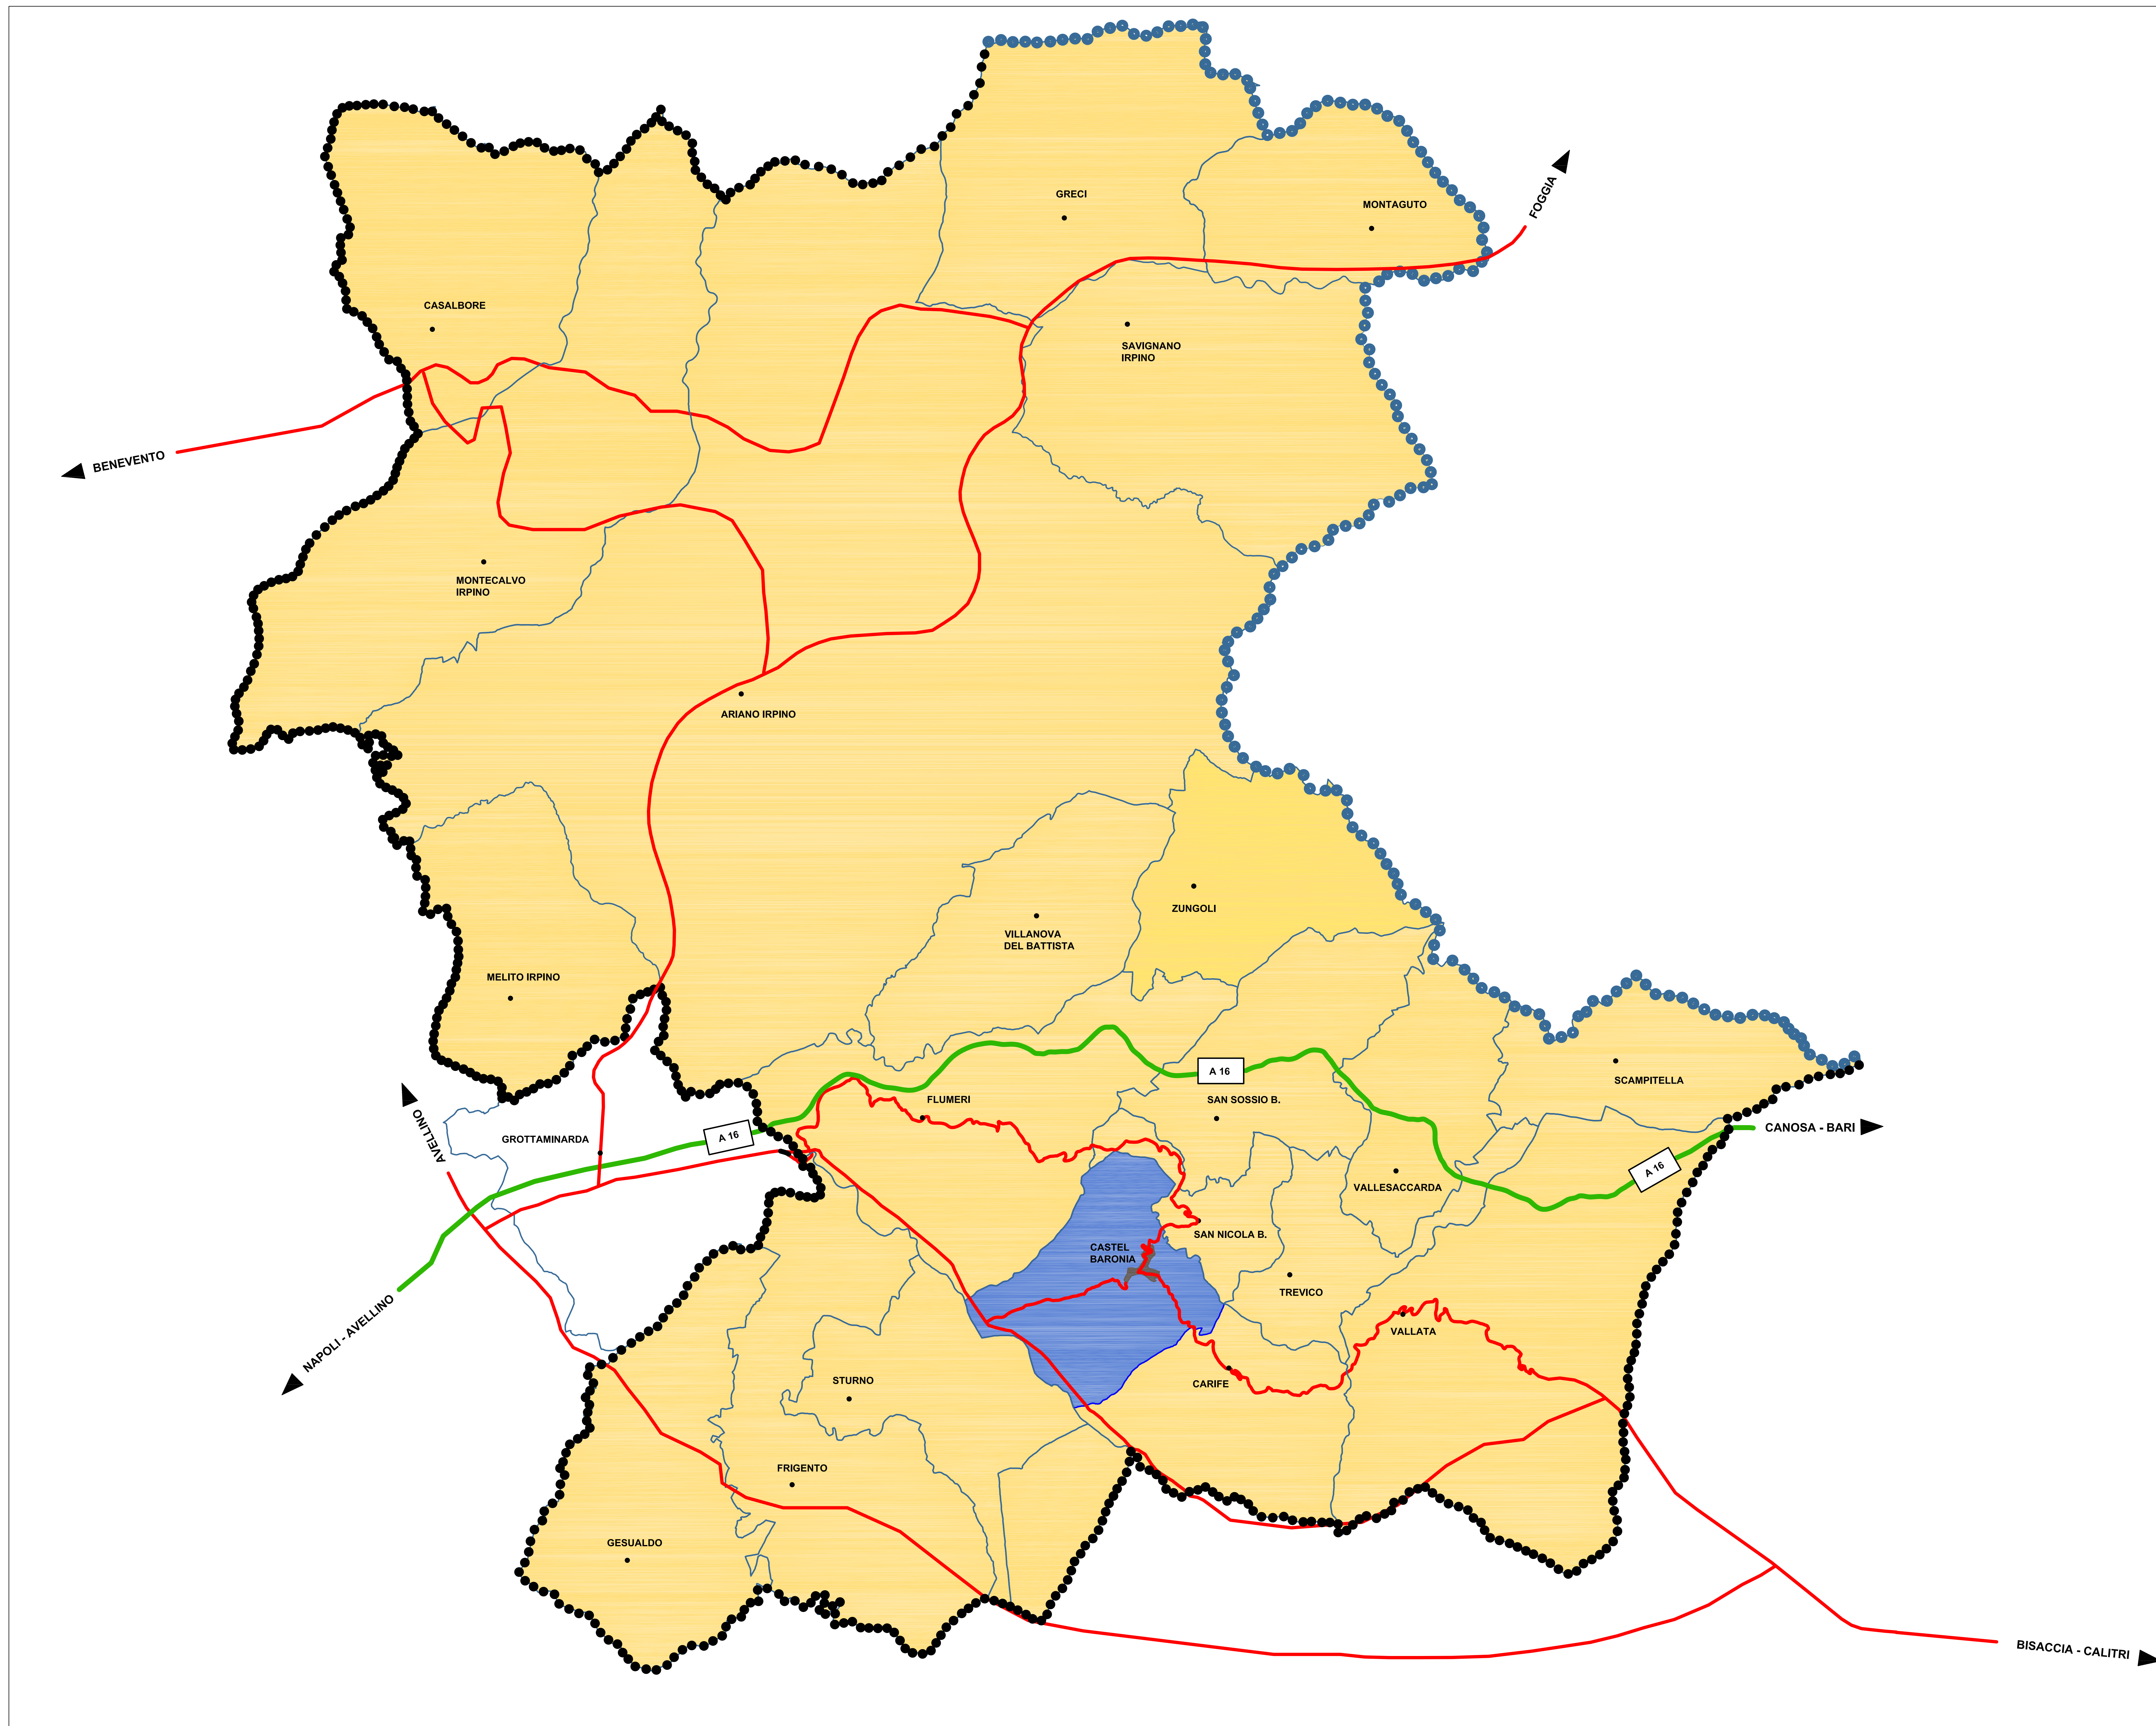 GRECI
MONTAGUTO
FOGGIA
CASALBORE
SAVIGNANO
IRPINO
BENEVENTO
MONTECALVO
IRPINO
ARIANO IRPINO
ZUNGOLI
VILLANOVA
DEL BATTISTA
MELITO IRPINO
A 16
SCAMPITELLA
FLUMERI
SAN SOSSIO B.
AVELLINO
GROTTAMINARDA
A 16
CANOSA - BARI
A 16
VALLESACCARDA
SAN NICOLA B.
CASTEL
BARONIA
TREVICO
NAPOLI - AVELLINO
VALLATA
STURNO
CARIFE
FRIGENTO
GESUALDO
BISACCIA - CALITRI